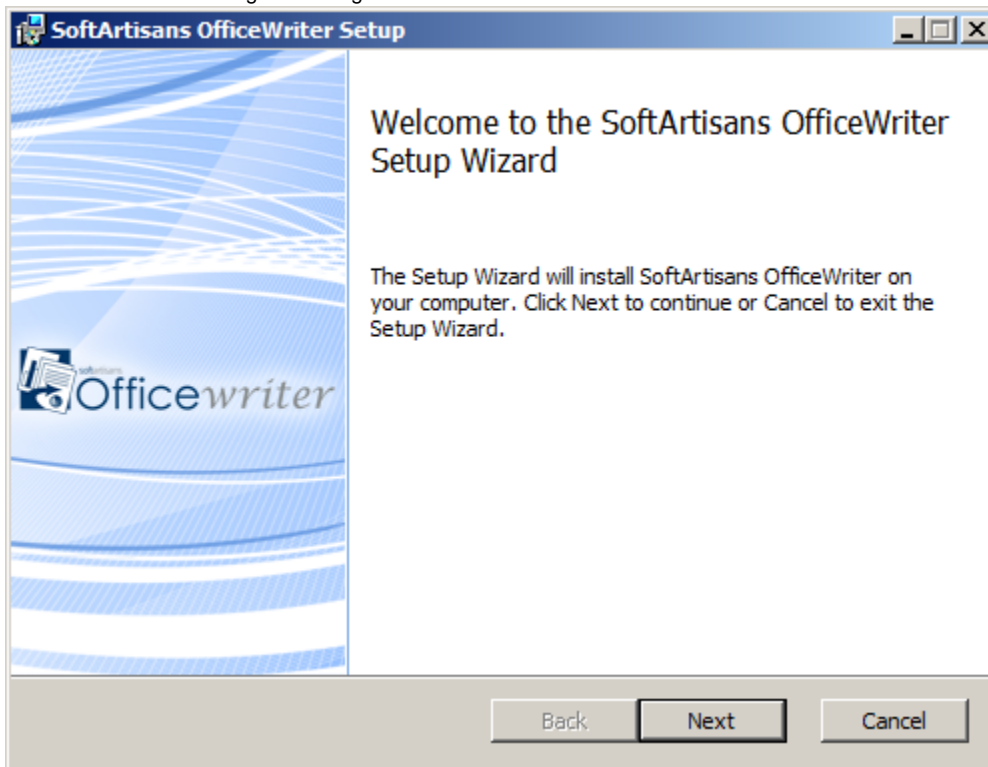 SoftArtisans OfficeWriter Setup
Welcome to the SoftArtisans OfficeWriter
Setup Wizard
The Setup Wizard will install SoftArtisans OfficeWriter on
your computer. Click Next to continue or Cancel to exit the
Setup Wizard.
softartisans
Officewriter
Back Next Cancel